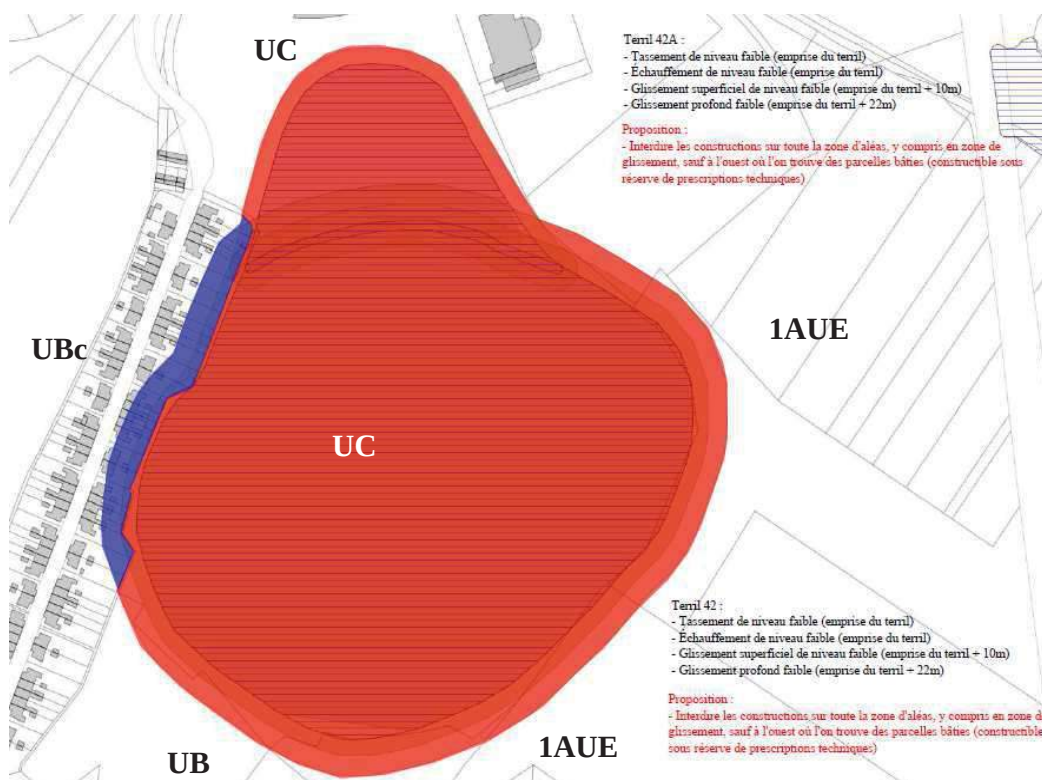 UC
Terril 42A :
- Tassement de niveau faible (emprise du terril)
- Échauffement de niveau faible (emprise du terril)
- Glissement superficiel de niveau faible (emprise du terril + 10m)
- Glissement profond faible (emprise du terril + 22m)
Proposition :
- Interdire les constructions sur toute la zone d'aléas, y compris en zone de
glissement, sauf à l'ouest où l'on trouve des parcelles bâties (constructible sous
réserve de prescriptions techniques)
UBc
1AUE
UC
Terril 42 :
- Tassement de niveau faible (emprise du terril)
- Échauffement de niveau faible (emprise du terril)
- Glissement superficiel de niveau faible (emprise du terril + 10m)
- Glissement profond faible (emprise du terril + 22m)
Proposition :
- Interdire les constructions sur toute la zone d'aléas, y compris en zone d
glissement, sauf à l'ouest où l'on trouve des parcelles bâties (constructible
sous réserve de prescriptions techniques)
UB
1AUE